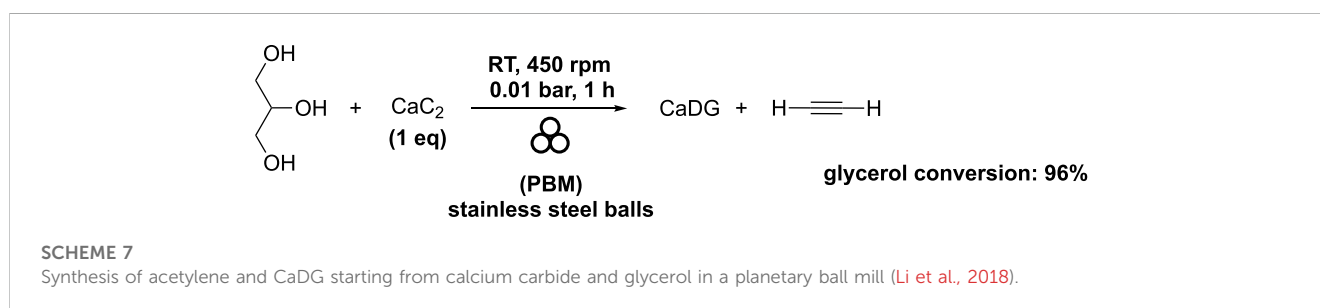 OH
OH
OH
+
CaC2
(1 eq)
RT, 450 rpm
0.01 bar, 1 h
(PBM)
stainless steel balls
CaDG + H H
glycerol conversion: 96%
SCHEME 7
Synthesis of acetylene and CaDG starting from calcium carbide and glycerol in a planetary ball mill (Li et al., 2018).